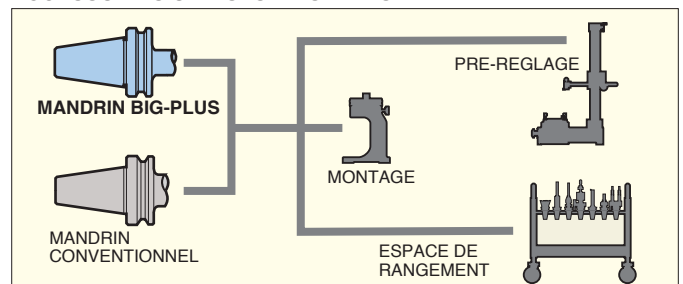 PRE-REGLAGE
MANDRIN BIG-PLUS
MONTAGE
MANDRIN
CONVENTIONNEL
ESPACE DE
RANGEMENT